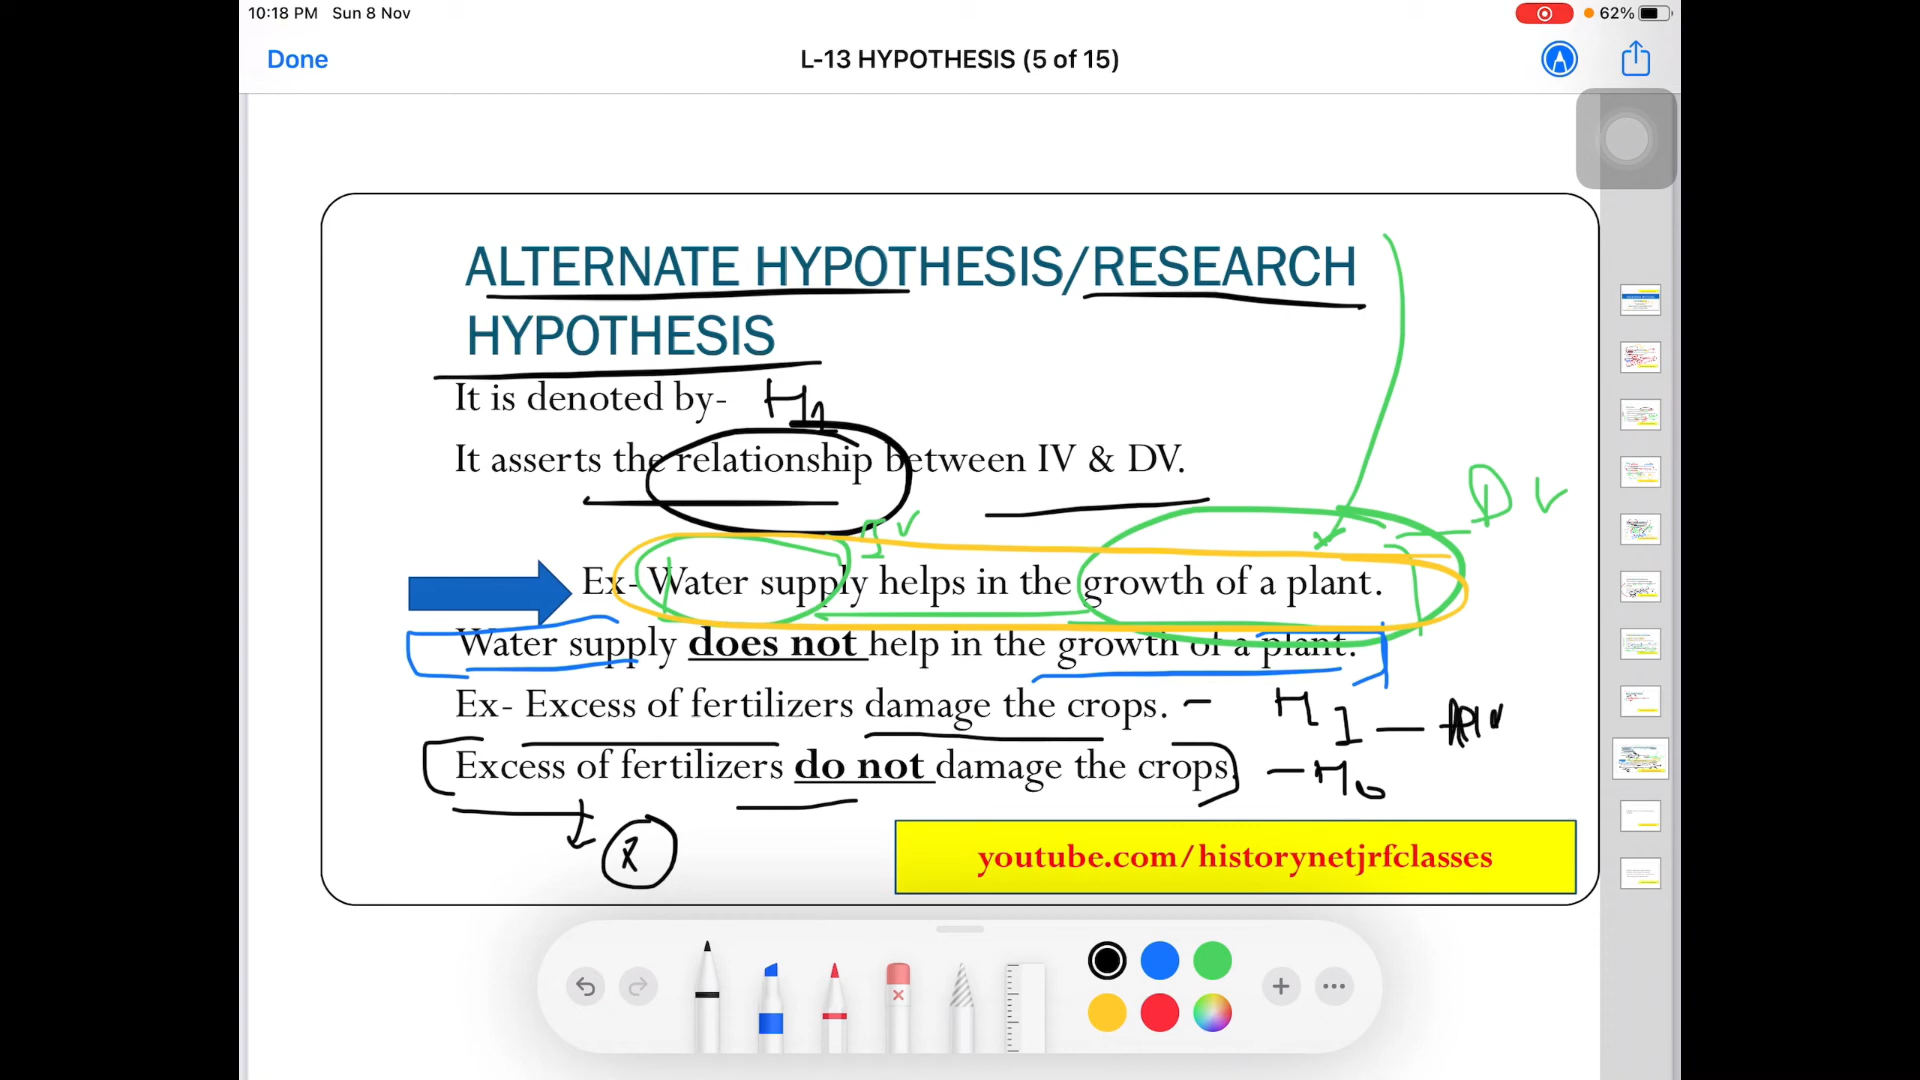 10:18 PM Sun 8 Nov
62%
Done
L-13 HYPOTHESIS (5 of 15)
ALTERNATE HYPOTHESIS/RESEARCH
HYPOTHESIS
It is denoted by- H1
It asserts the relationship between IV & DV.
IV
DV
Ex- Water supply helps in the growth of a plant.
Water supply does not help in the growth of a plant.
Ex- Excess of fertilizers damage the crops. - H1 -
Excess of fertilizers do not damage the crops. - H0
R
youtube.com/historynetjrfclasses